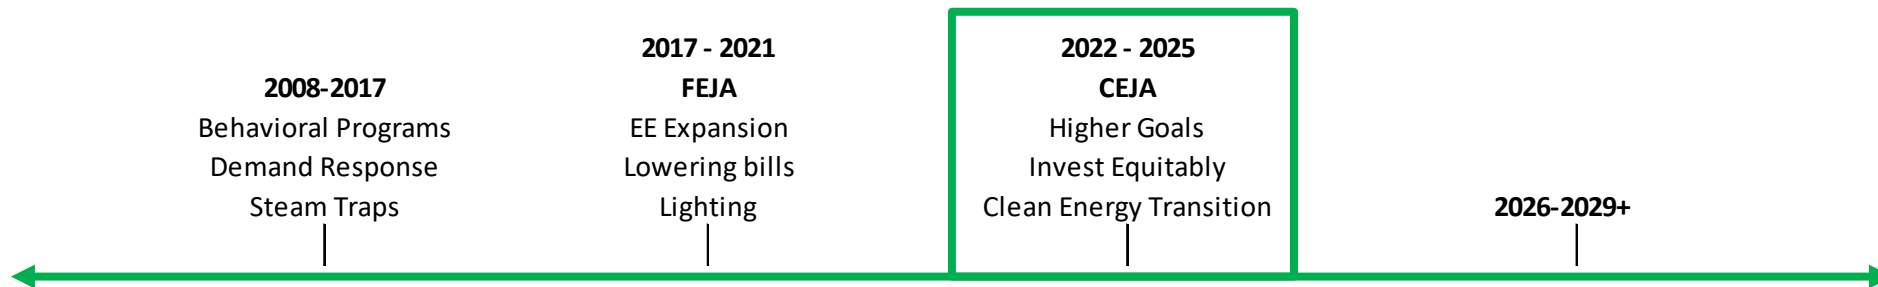 2008-2017
Behavioral Programs
Demand Response
Steam Traps
2017 - 2021
FEJA
EE Expansion
Lowering bills
Lighting
2022 - 2025
CEJA
Higher Goals
Invest Equitably
Clean Energy Transition
2026-2029+